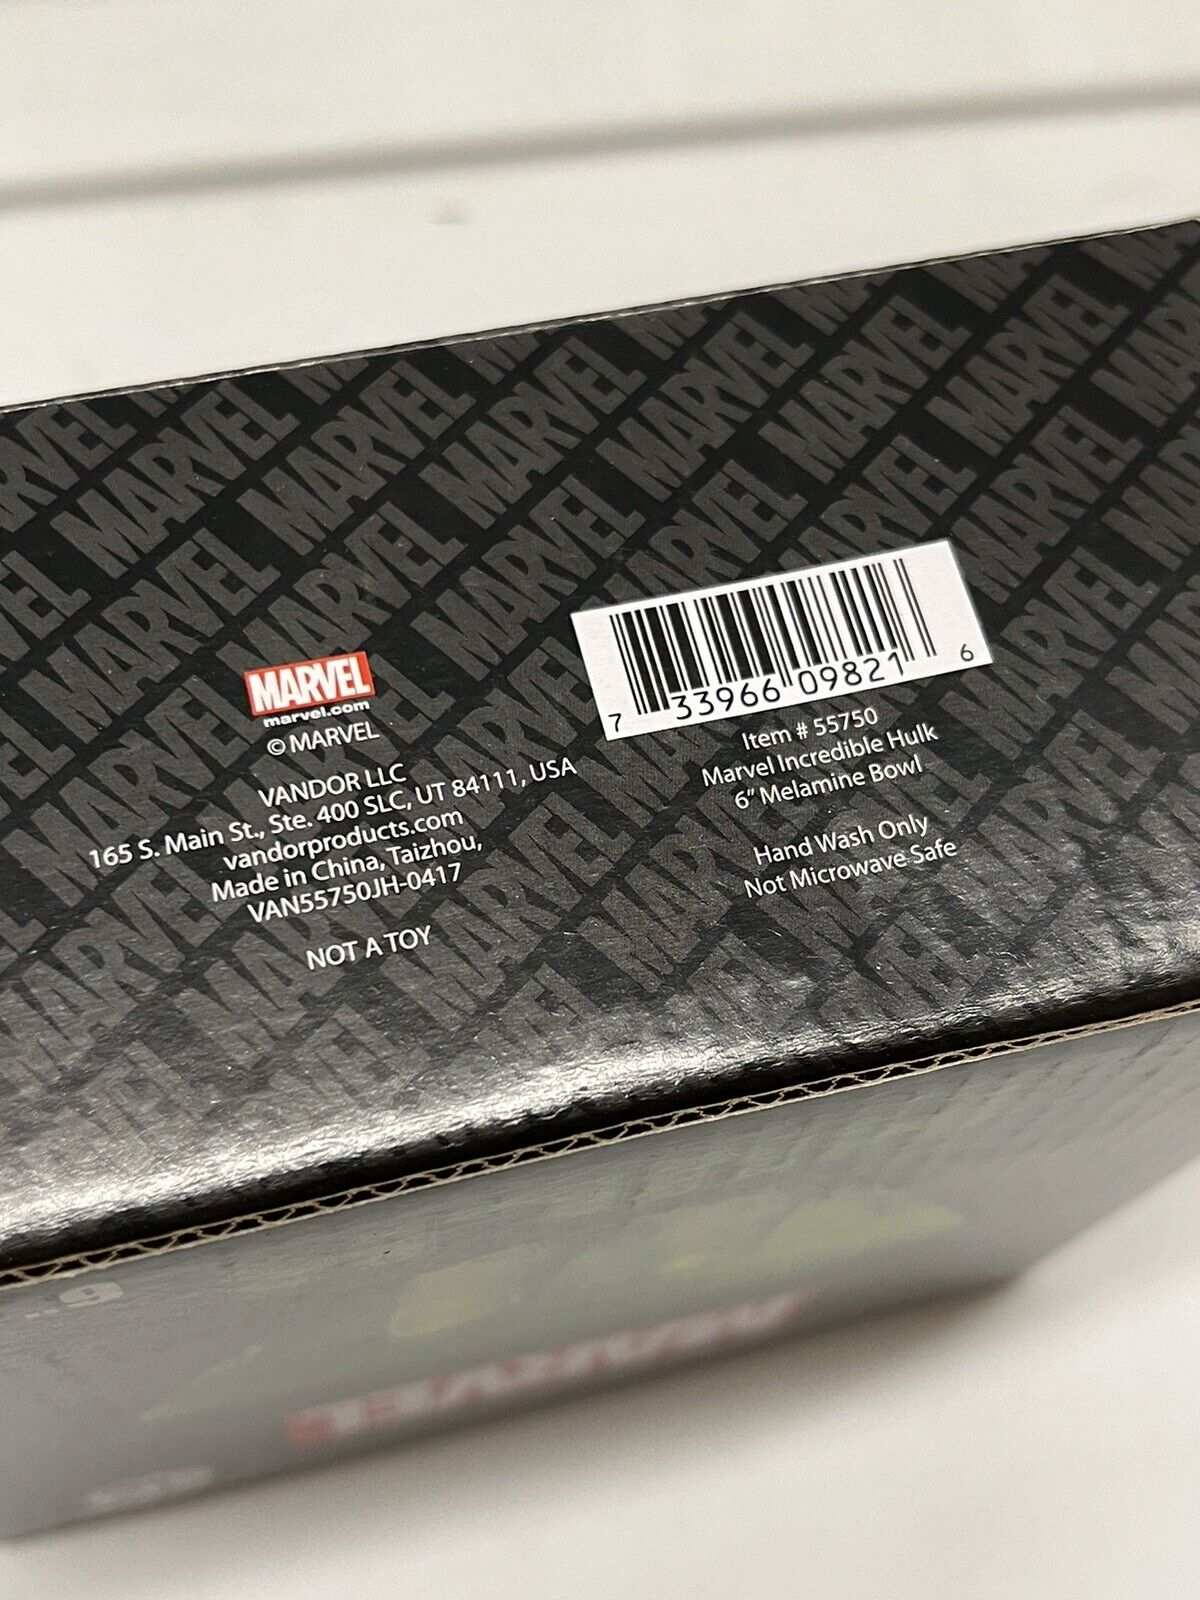 MARVEL
marvel.com
© MARVEL
VANDOR LLC
165 S. Main St., Ste. 400 SLC, UT 84111, USA
vandorproducts.com
Made in China, Taizhou,
VAN55750JH-0417
NOT A TOY
7 33966 09821 6
Item # 55750
Marvel Incredible Hulk
6” Melamine Bowl
Hand Wash Only
Not Microwave Safe